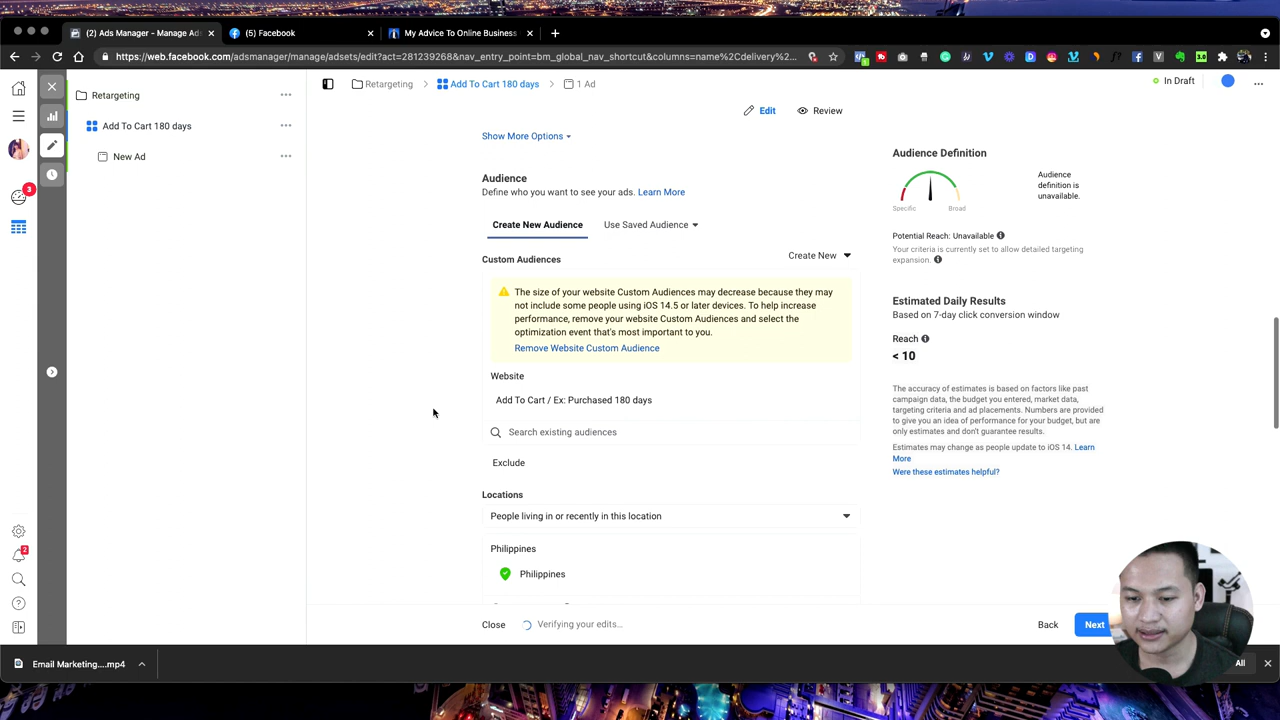 (2) Ads Manager - Manage Ad
(5) Facebook
My Advice To Online Business
https://web.facebook.com/adsmanager/manage/adsets/edit?act=281239268&nav_entry_point=bm_global_nav_shortcut&columns=name%2Cdelivery%2...
Retargeting
Add To Cart 180 days
New Ad
3
2
Retargeting
Add To Cart 180 days
1 Ad
In Draft
Edit
Review
Show More Options
Audience
Define who you want to see your ads. Learn More
Create New Audience
Use Saved Audience
Custom Audiences
Create New
The size of your website Custom Audiences may decrease because they may
not include some people using iOS 14.5 or later devices. To help increase
performance, remove your website Custom Audiences and select the
optimization event that's most important to you.
Remove Website Custom Audience
Website
Add To Cart / Ex: Purchased 180 days
Search existing audiences
Exclude
Locations
People living in or recently in this location
Philippines
Philippines
Close
Verifying your edits...
Back
Next
Audience Definition
Specific
Broad
Audience
definition is
unavailable.
Potential Reach: Unavailable
Your criteria is currently set to allow detailed targeting
expansion.
Estimated Daily Results
Based on 7-day click conversion window
Reach
< 10
The accuracy of estimates is based on factors like past
campaign data, the budget you entered, market data,
targeting criteria and ad placements. Numbers are provided
to give you an idea of performance for your budget, but are
only estimates and don't guarantee results.
Estimates may change as people update to iOS 14. Learn
More
Were these estimates helpful?
Email Marketing....mp4
All